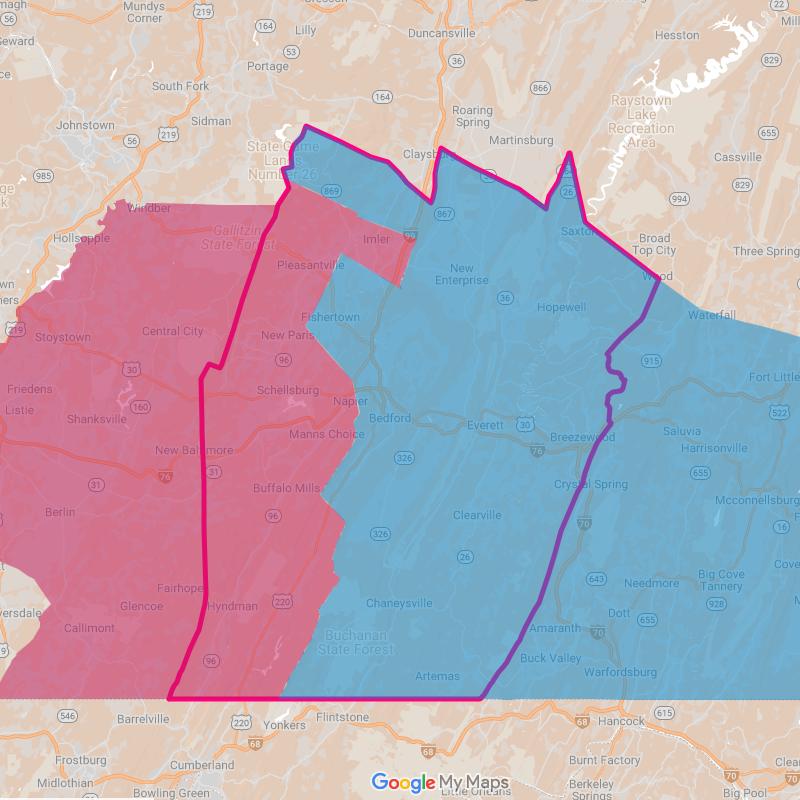 Mundys
Corner
219
Lilly
Duncansville
Hesston
22
56
164
53
36
829
Seward
Portage
866
South Fork
164
Roaring
Spring
Raystown
Lake
Recreation
Area
Johnstown
Sidman
219
56
Martinsburg
655
State Game
Lands
Number 26
Claysburg
Cassville
985
869
26
829
994
Windber
867
Hollsopple
Gallitzin
State Forest
Imler
99
Saxton
Broad
Top City
Three Springs
Pleasantville
New
Enterprise
Wood
36
Hopewell
Waterfall
219
Fishertown
Stoystown
Central City
New Paris
96
915
30
Friedens
Schellsburg
Fort Little
Listie
160
Napier
Shanksville
Bedford
522
Everett
30
Manns Choice
Breezewood
Saluvia
Harrisonville
New Baltimore
76
326
76
31
31
655
Buffalo Mills
Crystal Spring
Mcconnellsburg
Berlin
96
Clearville
70
16
326
26
Fairhope
643
Needmore
Big Cove
Tannery
220
Glencoe
Hyndman
Chaneysville
928
Dott
655
Callimont
Buchanan
State Forest
Amaranth
70
96
Buck Valley
Artemas
Warfordsburg
546
Barrelville
220
Yonkers
Flintstone
Hancock
615
68
68
Frostburg
Cumberland
Burnt Factory
Midlothian
Bowling Green
Google My Maps
Little Orleans
Berkeley
Springs
522
Big Pool
70